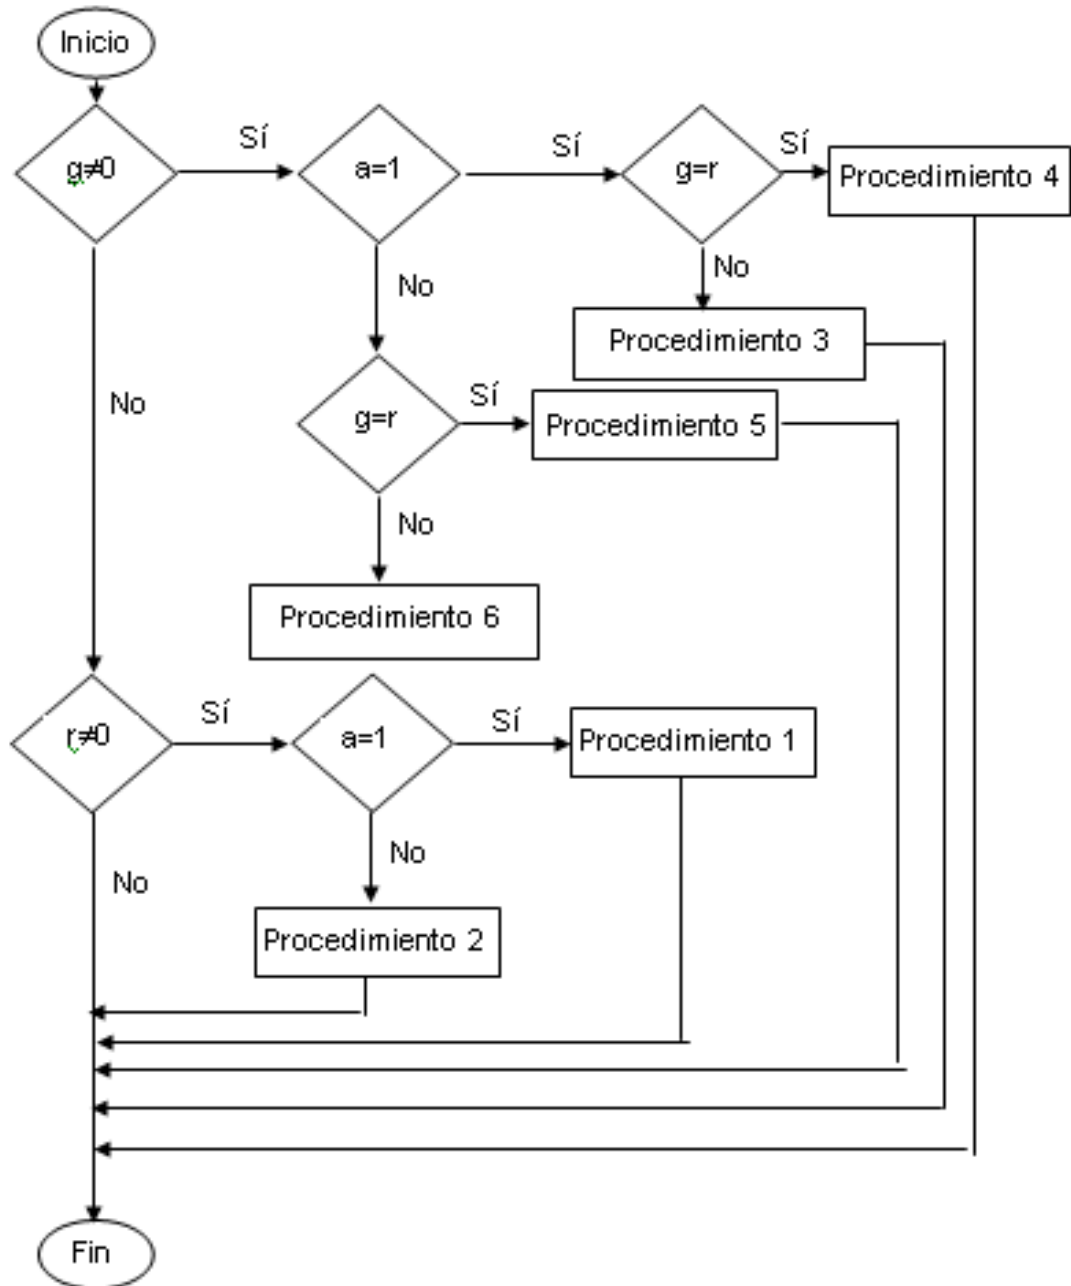 Inicio
g≠0
Sí
a=1
Sí
g=r
Sí
Procedimiento 4
No
No
Procedimiento 3
No
g=r
Sí
Procedimiento 5
No
Procedimiento 6
r≠0
Sí
a=1
Sí
Procedimiento 1
No
No
Procedimiento 2
Fin